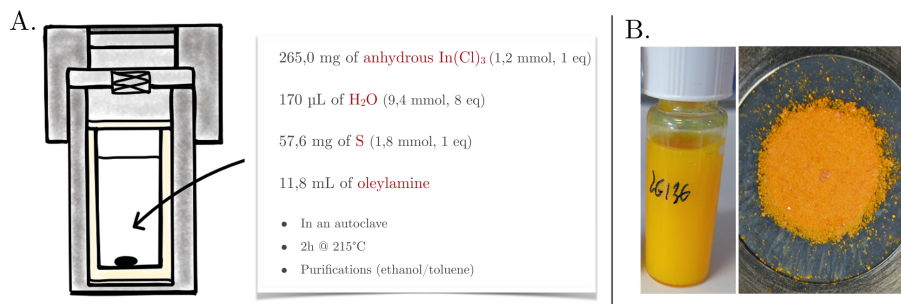 A.
265,0 mg of anhydrous In(Cl)₃ (1,2 mmol, 1 eq)
170 µL of H₂O (9,4 mmol, 8 eq)
57,6 mg of S (1,8 mmol, 1 eq)
11,8 mL of oleylamine
• In an autoclave
• 2h @ 215°C
• Purifications (ethanol/toluene)
B.